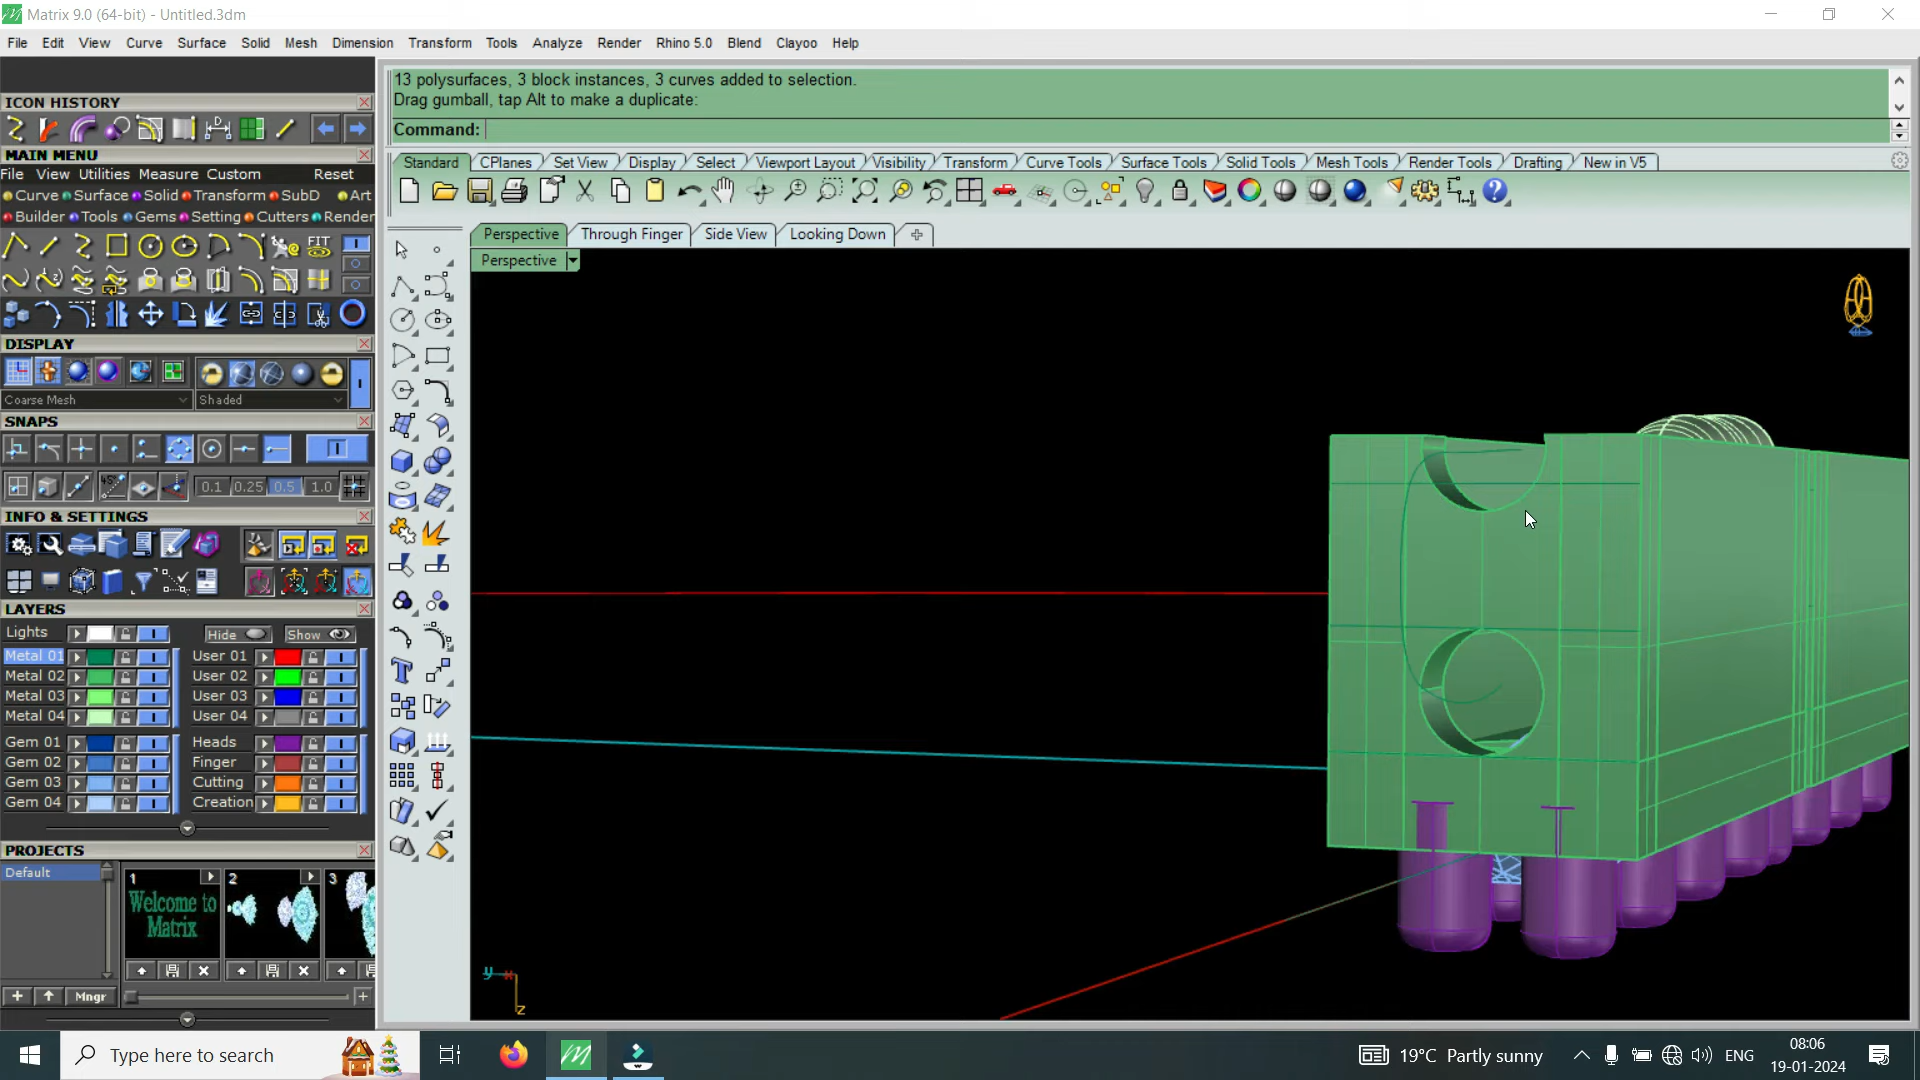 Matrix 9.0 (64-bit) - Untitled.3dm
File Edit View Curve Surface Solid Mesh Dimension Transform Tools Analyze Render Rhino 5.0 Blend Clayoo Help
ICON HISTORY
MAIN MENU
File View Utilities Measure Custom Reset
Curve Surface Solid Transform SubD Art
Builder Tools Gems Setting Cutters Render
FIT
DISPLAY
Coarse Mesh Shaded
SNAPS
0.1 0.25 0.5 1.0
INFO & SETTINGS
LAYERS
Lights Hide Show
Metal 01 User 01
Metal 02 User 02
Metal 03 User 03
Metal 04 User 04
Gem 01 Heads
Gem 02 Finger
Gem 03 Cutting
Gem 04 Creation
PROJECTS
Default
1 2 3
Welcome to
Matrix
Mngr
13 polysurfaces, 3 block instances, 3 curves added to selection.
Drag gumball, tap Alt to make a duplicate:
Command:
Standard CPlanes Set View Display Select Viewport Layout Visibility Transform Curve Tools Surface Tools Solid Tools Mesh Tools Render Tools Drafting New in V5
Perspective Through Finger Side View Looking Down
Perspective
y x
z
Type here to search
19°C Partly sunny
ENG
08:06
19-01-2024